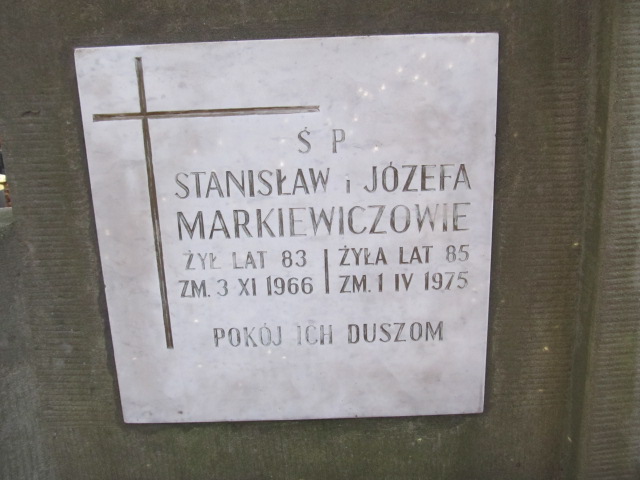 Ś P
STANISŁAW i JÓZEFA
MARKIEWICZOWIE
ŻYŁ LAT 83 | ŻYŁA LAT 85
ZM. 3 XI 1966 | ZM. 1 IV 1975
POKÓJ ICH DUSZOM